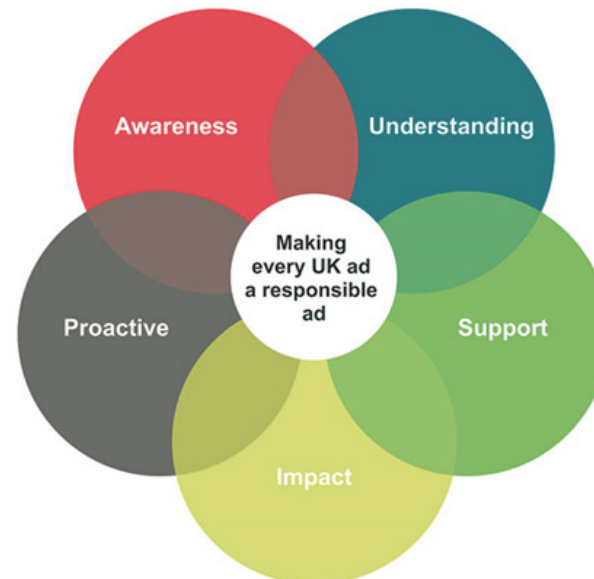 Awareness
Understanding
Making
every UK ad
a responsible
ad
Proactive
Support
Impact